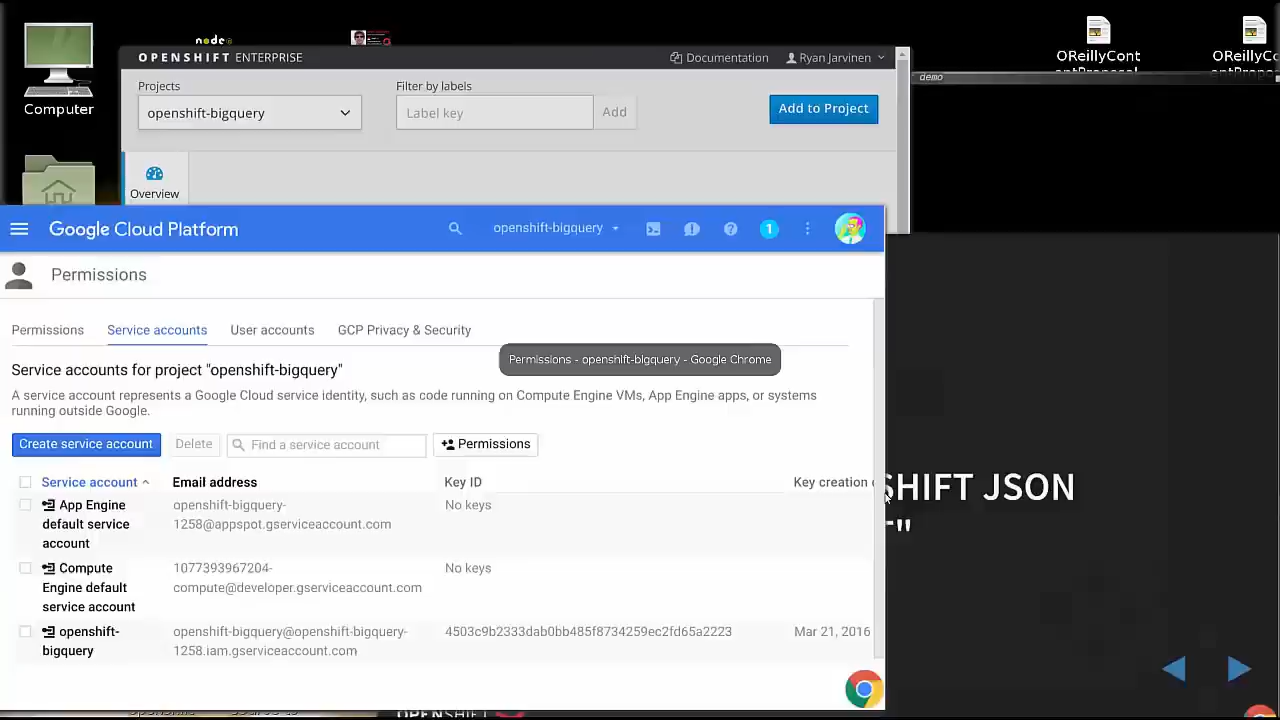 node
OReillyCont
OReillyCo
OPENSHIFT ENTERPRISE
Documentation
Ryan Jarvinen
demo
Projects
Filter by labels
openshift-bigquery
Label key
Add
Add to Project
Computer
Overview
Google Cloud Platform
openshift-bigquery
1
Permissions
Permissions
Service accounts
User accounts
GCP Privacy & Security
Permissions - openshift-bigquery - Google Chrome
Service accounts for project "openshift-bigquery"
A service account represents a Google Cloud service identity, such as code running on Compute Engine VMs, App Engine apps, or systems
running outside Google.
Create service account
Delete
Find a service account
Permissions
Service account
Email address
Key ID
Key creation
App Engine
default service
account
openshift-bigquery-
1258@appspot.gserviceaccount.com
No keys
Compute
Engine default
service account
1077393967204-
compute@developer.gserviceaccount.com
No keys
openshift-
bigquery
openshift-bigquery@openshift-bigquery-
1258.iam.gserviceaccount.com
4503c9b2333dab0bb485f8734259ec2fd65a2223
Mar 21, 2016
SHIFT JSON
"
OPENSHIFT